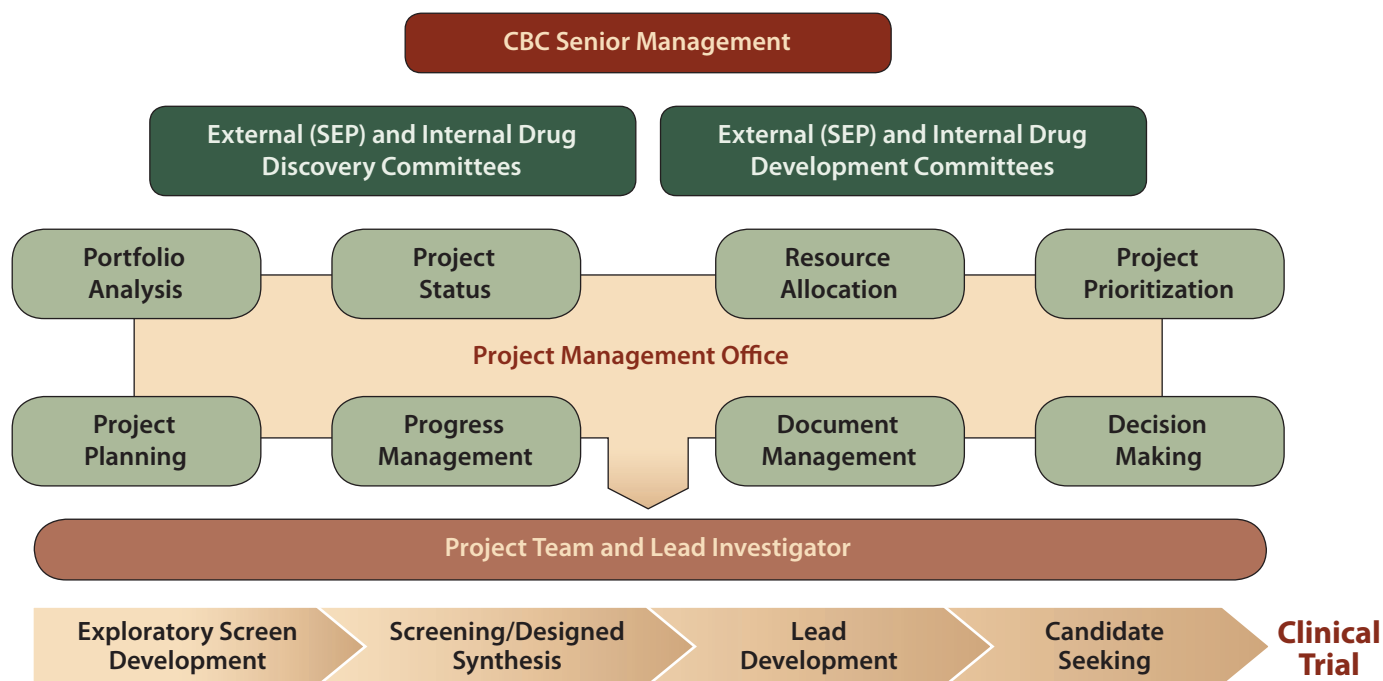 CBC Senior Management
External (SEP) and Internal Drug
Discovery Committees
External (SEP) and Internal Drug
Development Committees
Portfolio
Analysis
Project
Status
Resource
Allocation
Project
Prioritization
Project Management Office
Project
Planning
Progress
Management
Document
Management
Decision
Making
Project Team and Lead Investigator
Exploratory Screen
Development
Screening/Designed
Synthesis
Lead
Development
Candidate
Seeking
Clinical
Trial